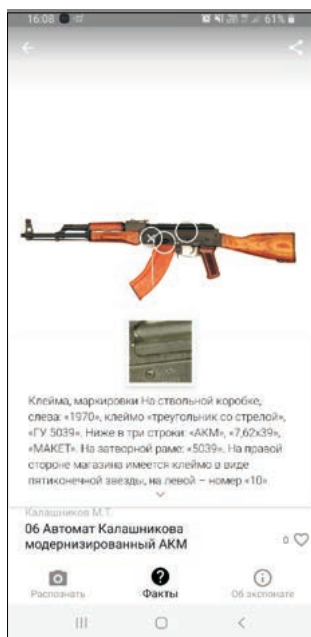 16:08 61%
Клейма, маркировки На ствольной коробке,
слева: «1970», клеймо «треугольник со стрелой»,
«ГУ 5039». Ниже в три строки: «АКМ», «7,62х39»,
«МАКЕТ». На затворной раме: «5039». На правой
стороне магазина имеется клеймо в виде
пятиконечной звезды, на левой – номер «10».
Калашников М.Т.
06 Автомат Калашникова
модернизированный АКМ
0
Распознать Факты Об экспонате